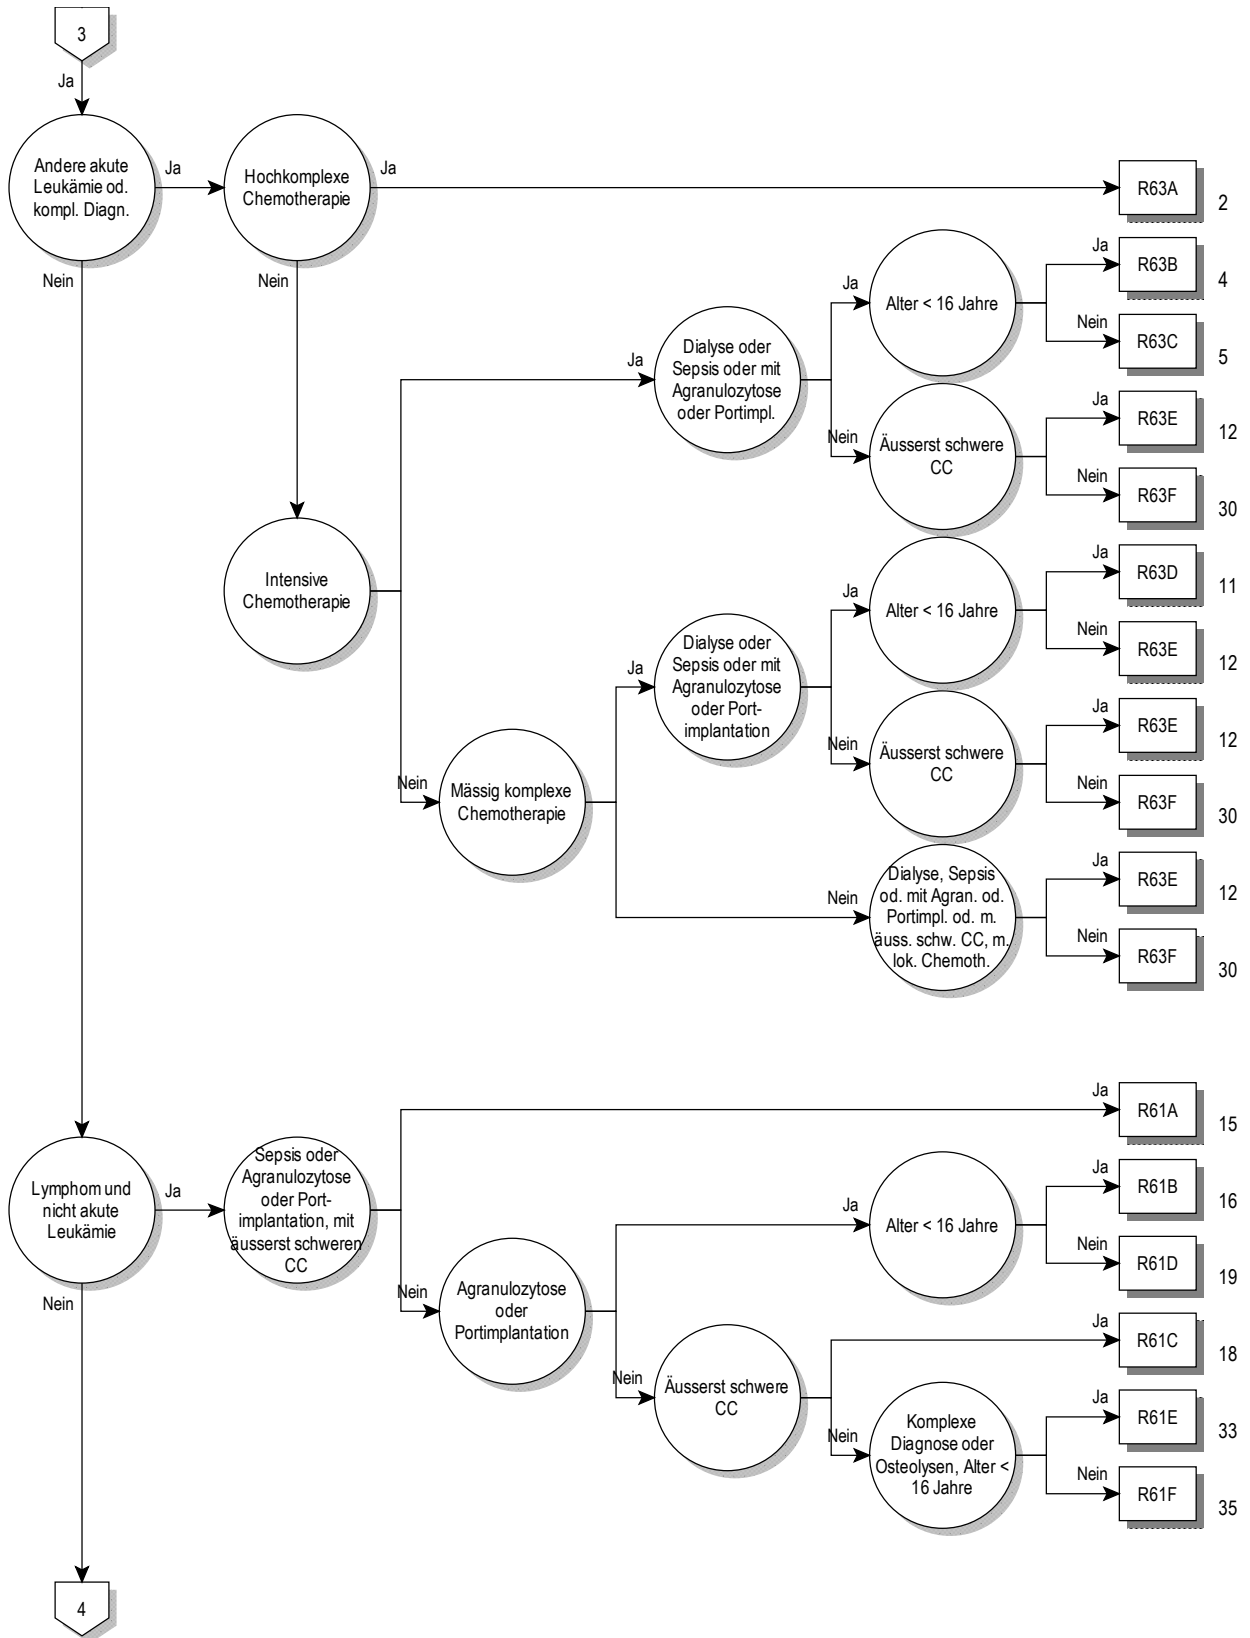 3
Ja
Andere akute
Leukämie od.
kompl. Diagn.
Ja
Hochkomplexe
Chemotherapie
Ja
R63A
2
Nein
Nein
Ja
Alter < 16 Jahre
Ja
R63B
4
Nein
R63C
5
Ja
Dialyse oder
Sepsis oder mit
Agranulozytose
oder Portimpl.
Nein
Äusserst schwere
CC
Ja
R63E
12
Nein
R63F
30
Intensive
Chemotherapie
Ja
Alter < 16 Jahre
Ja
R63D
11
Nein
R63E
12
Ja
Dialyse oder
Sepsis oder mit
Agranulozytose
oder Port-
implantation
Nein
Äusserst schwere
CC
Ja
R63E
12
Nein
R63F
30
Nein
Mässig komplexe
Chemotherapie
Nein
Dialyse, Sepsis
od. mit Agran. od.
Portimpl. od. m.
äuss. schw. CC, m.
lok. Chemoth.
Ja
R63E
12
Nein
R63F
30
Lymphom und
nicht akute
Leukämie
Ja
Sepsis oder
Agranulozytose
oder Port-
implantation, mit
äusserst schweren
CC
Ja
R61A
15
Nein
Nein
Agranulozytose
oder
Portimplantation
Ja
Alter < 16 Jahre
Ja
R61B
16
Nein
R61D
19
Nein
Äusserst schwere
CC
Ja
R61C
18
Nein
Komplexe
Diagnose oder
Osteolysen, Alter <
16 Jahre
Ja
R61E
33
Nein
R61F
35
4